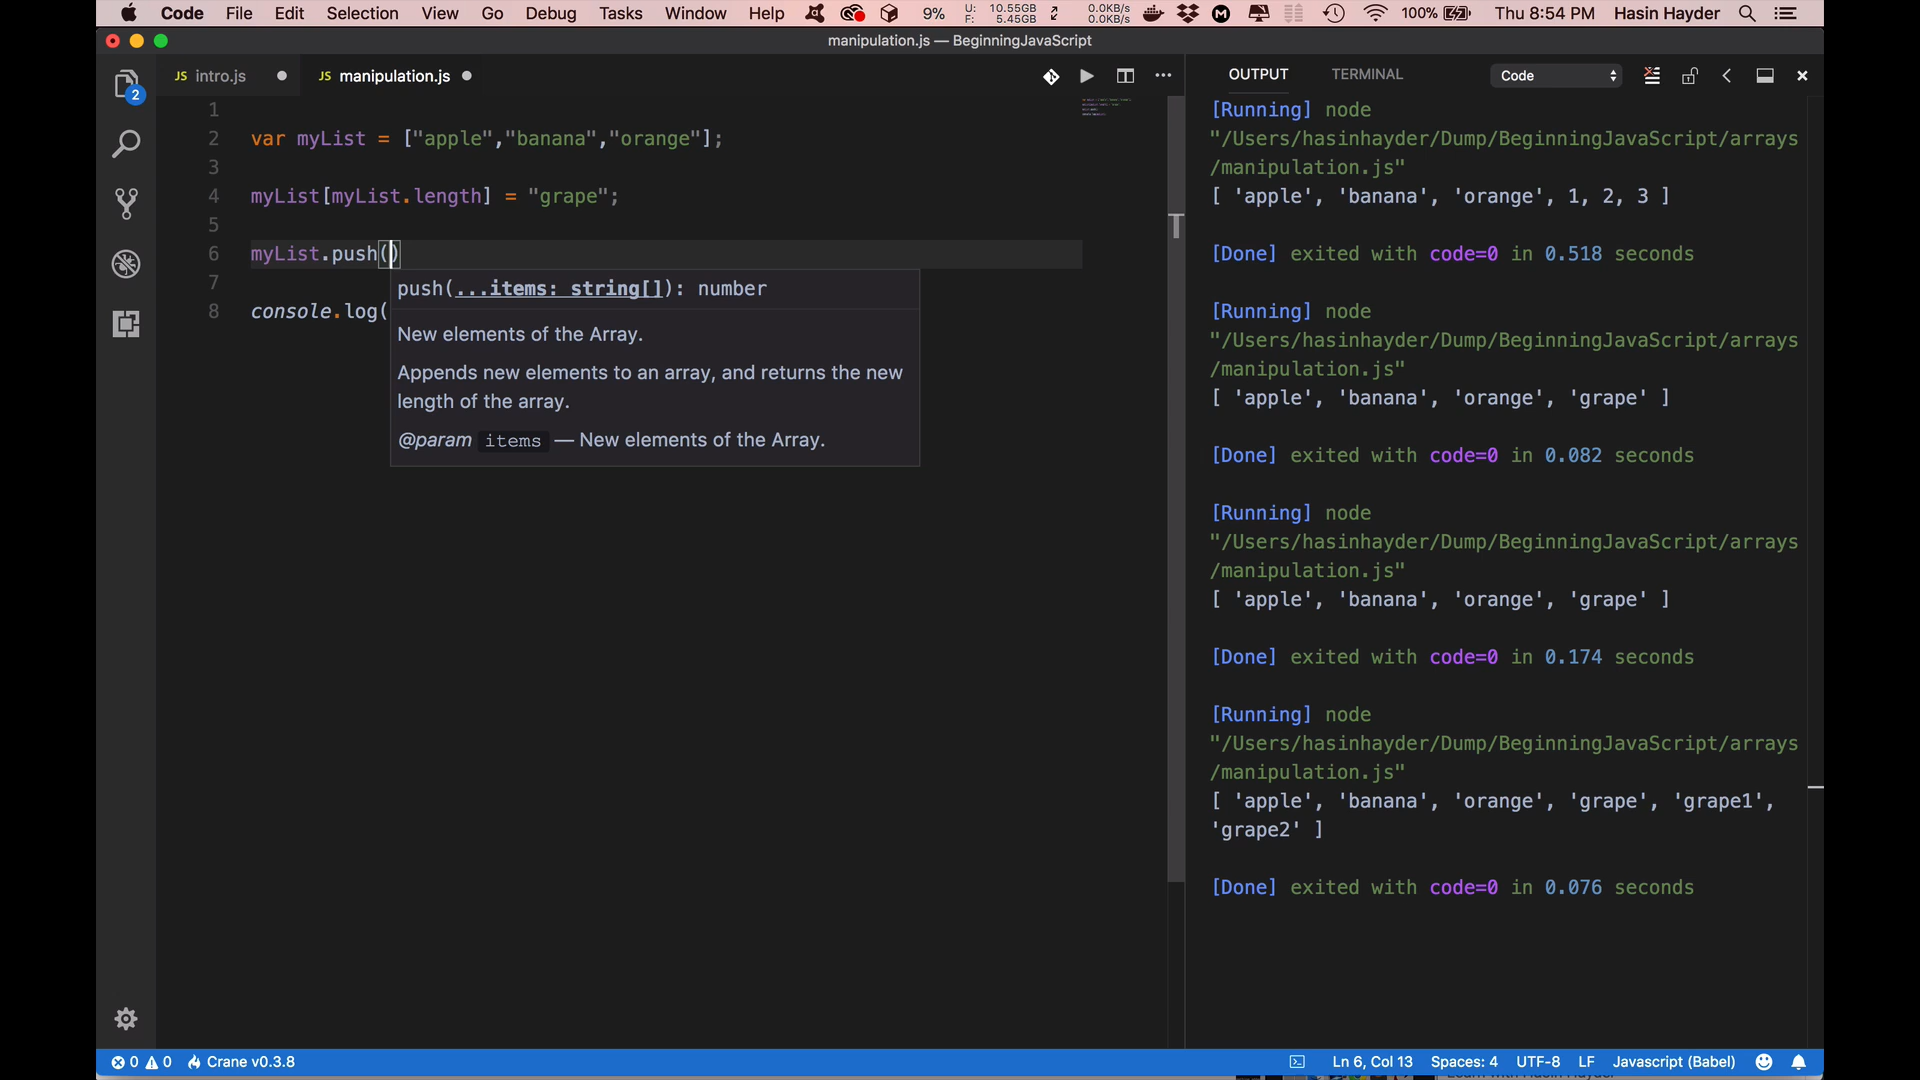 Code File Edit Selection View Go Debug Tasks Window Help 9% U: 10.55GB F: 5.45GB 0.0KB/s 0.0KB/s 100% Thu 8:54 PM Hasin Hayder
manipulation.js — BeginningJavaScript
JS intro.js JS manipulation.js
OUTPUT TERMINAL Code
2
1
2 var myList = ["apple","banana","orange"];
3
4 myList[myList.length] = "grape";
5
6 myList.push()
7
8 console.log(
push(...items: string[]): number
New elements of the Array.
Appends new elements to an array, and returns the new
length of the array.
@param items — New elements of the Array.
[Running] node
"/Users/hasinhayder/Dump/BeginningJavaScript/arrays
/manipulation.js"
[ 'apple', 'banana', 'orange', 1, 2, 3 ]
[Done] exited with code=0 in 0.518 seconds
[Running] node
"/Users/hasinhayder/Dump/BeginningJavaScript/arrays
/manipulation.js"
[ 'apple', 'banana', 'orange', 'grape' ]
[Done] exited with code=0 in 0.082 seconds
[Running] node
"/Users/hasinhayder/Dump/BeginningJavaScript/arrays
/manipulation.js"
[ 'apple', 'banana', 'orange', 'grape' ]
[Done] exited with code=0 in 0.174 seconds
[Running] node
"/Users/hasinhayder/Dump/BeginningJavaScript/arrays
/manipulation.js"
[ 'apple', 'banana', 'orange', 'grape', 'grape1',
'grape2' ]
[Done] exited with code=0 in 0.076 seconds
0 0 Crane v0.3.8 Ln 6, Col 13 Spaces: 4 UTF-8 LF Javascript (Babel)